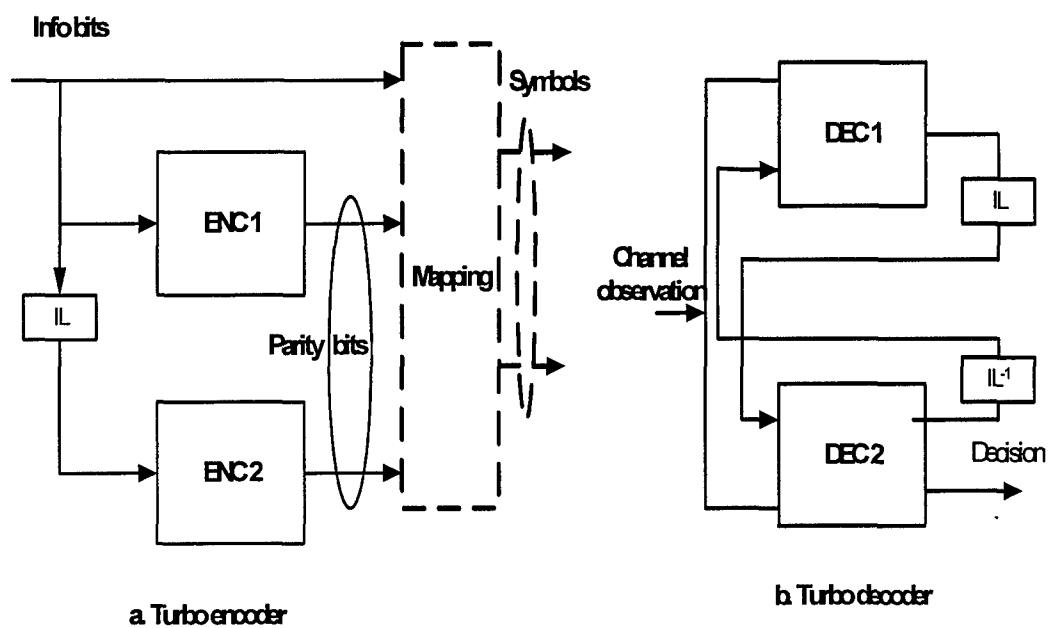 Info bits
Symbols
ENC1
IL
Mapping
Parity bits
ENC2
a. Turbo encoder
DEC1
IL
Channel
observation
IL-1
DEC2
Decision
b. Turbo decoder